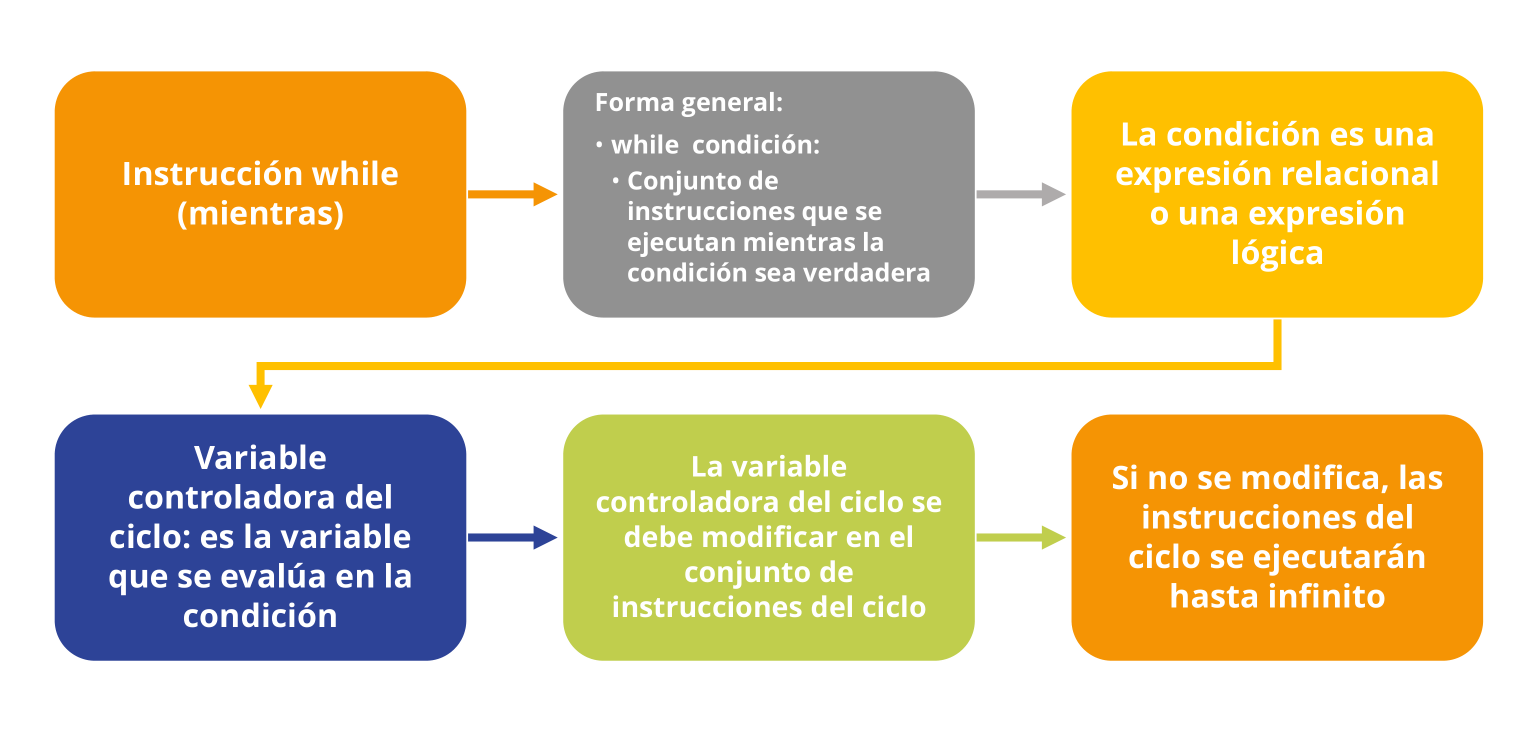 Instrucción while
(mientras)
Forma general:
• while condición:
• Conjunto de
instrucciones que se
ejecutan mientras la
condición sea verdadera
La condición es una
expresión relacional
o una expresión
lógica
Variable
controladora del
ciclo: es la variable
que se evalúa en la
condición
La variable
controladora del ciclo se
debe modificar en el
conjunto de
instrucciones del ciclo
Si no se modifica, las
instrucciones del
ciclo se ejecutarán
hasta infinito